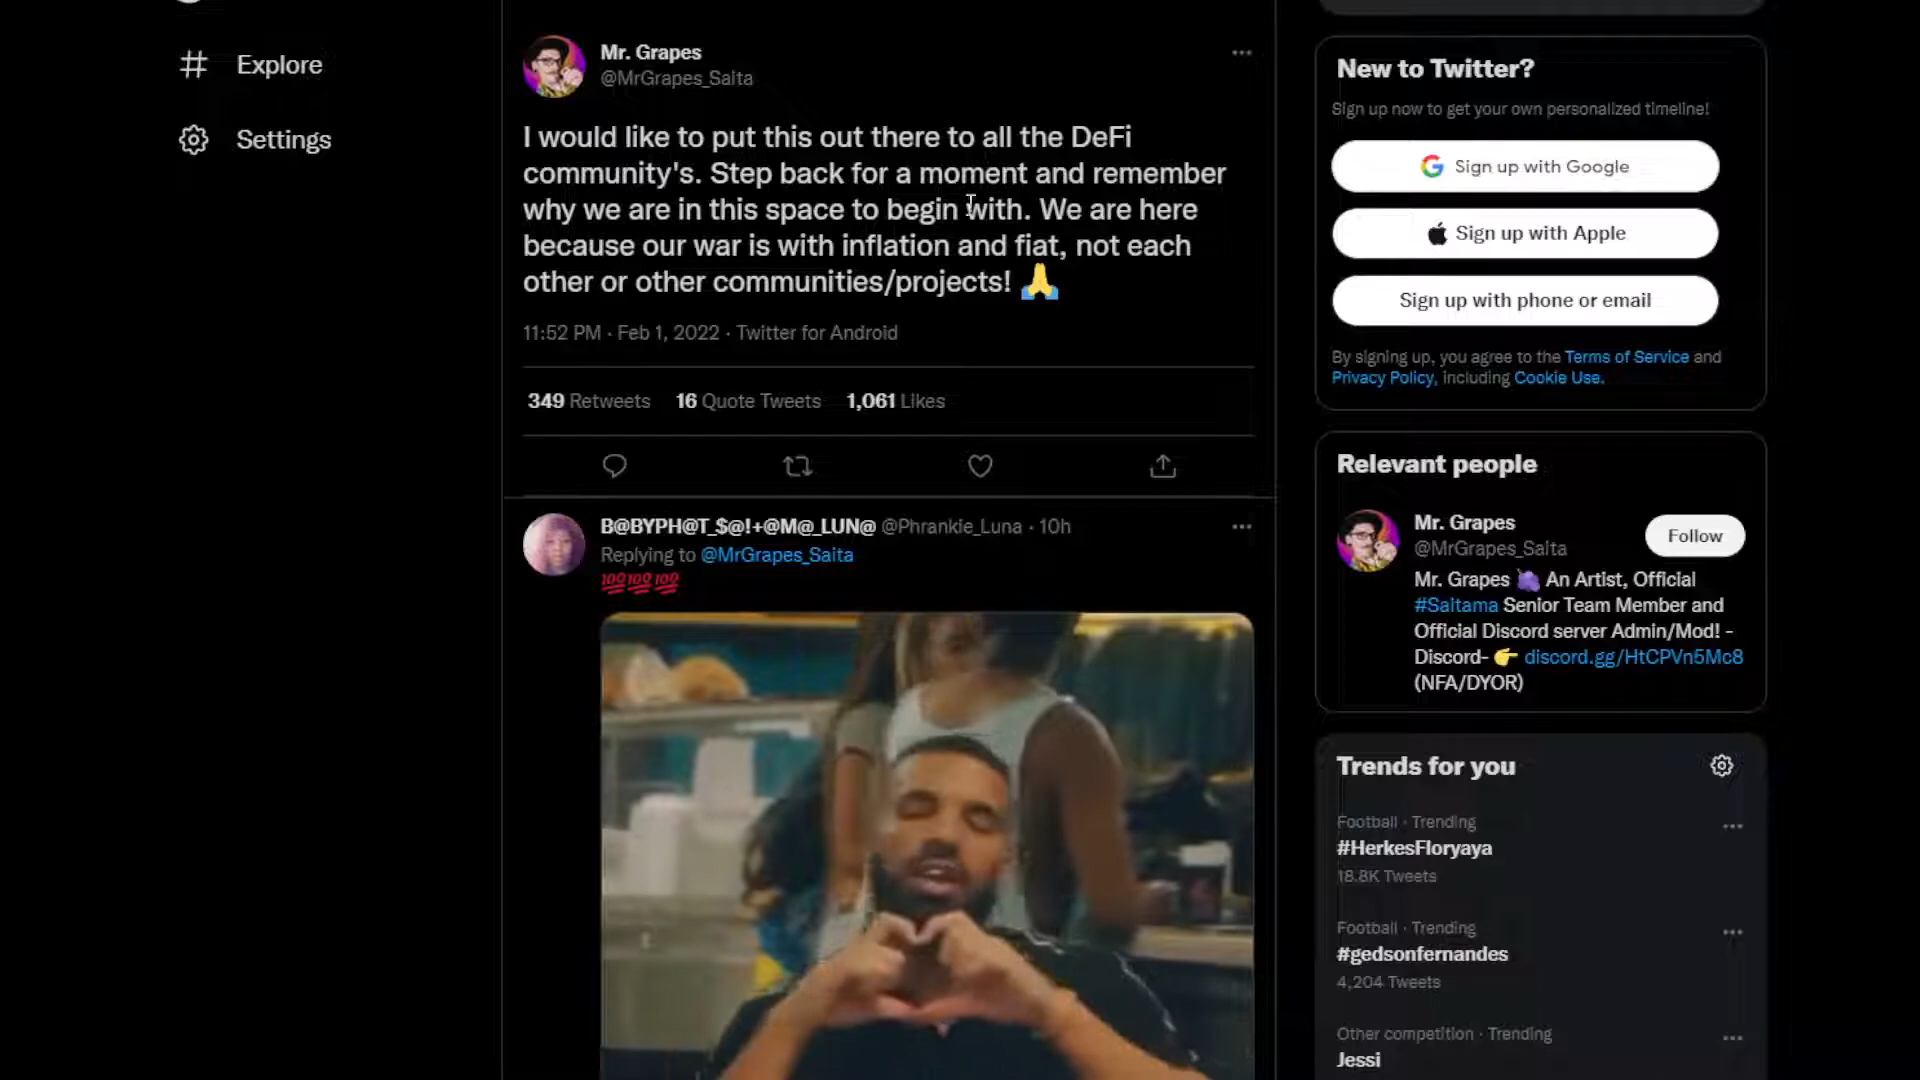 Explore
Settings
Mr. Grapes
@MrGrapes_Saita
I would like to put this out there to all the DeFi
community's. Step back for a moment and remember
why we are in this space to begin with. We are here
because our war is with inflation and fiat, not each
other or other communities/projects! 🙏
11:52 PM · Feb 1, 2022 · Twitter for Android
349 Retweets 16 Quote Tweets 1,061 Likes
B@BYPH@T_$@!+@M@_LUN@ @Phrankie_Luna · 10h
Replying to @MrGrapes_Saita
💯💯💯
New to Twitter?
Sign up now to get your own personalized timeline!
Sign up with Google
Sign up with Apple
Sign up with phone or email
By signing up, you agree to the Terms of Service and
Privacy Policy, including Cookie Use.
Relevant people
Mr. Grapes
@MrGrapes_Saita
Follow
Mr. Grapes 🍇 An Artist, Official
#Saitama Senior Team Member and
Official Discord server Admin/Mod! -
Discord- 👉 discord.gg/HtCPVn5Mc8
(NFA/DYOR)
Trends for you
Football · Trending
#HerkesFloryaya
18.8K Tweets
Football · Trending
#gedsonfernandes
4,204 Tweets
Other competition · Trending
Jessi